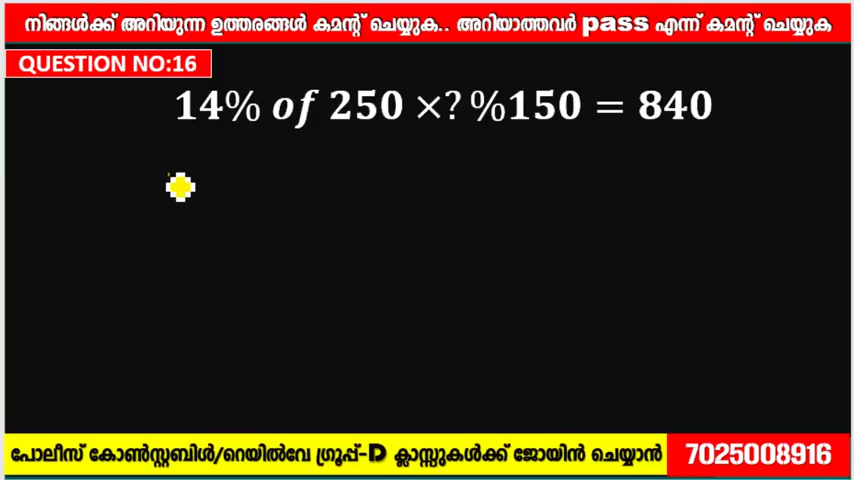 നിങ്ങൾക്ക് അറിയുന്ന ഉത്തരങ്ങൾ കമന്റ് ചെയ്യുക.. അറിയാത്തവർ pass എന്ന് കമന്റ് ചെയ്യുക
QUESTION NO:16
14% of 250 ×? %150 = 840
പോലീസ് കോൺസ്റ്റബിൾ/റെയിൽവേ ഗ്രൂപ്പ്-D ക്ലാസ്സുകൾക്ക് ജോയിൻ ചെയ്യാൻ 7025008916